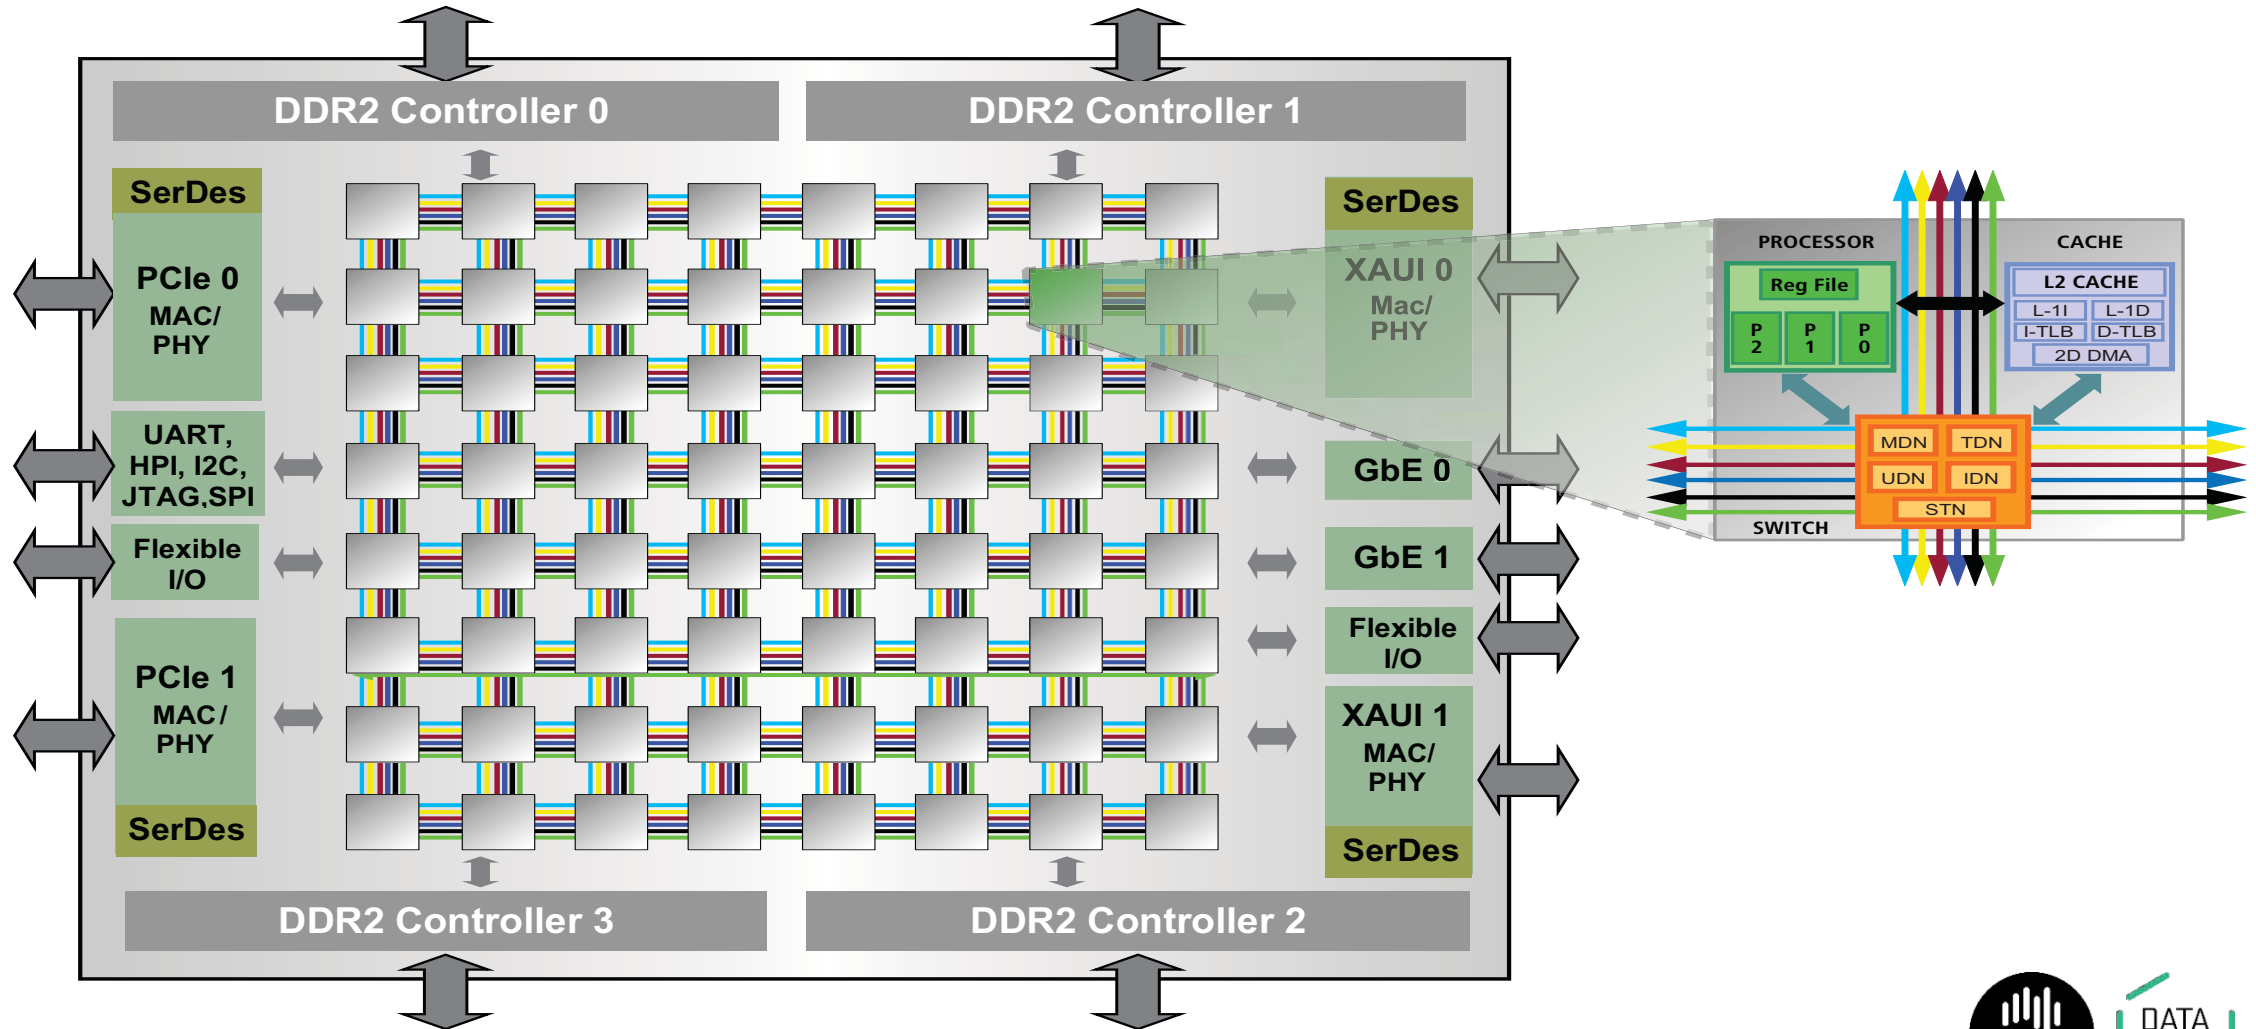 DDR2 Controller 0
DDR2 Controller 1
SerDes
PCIe 0
MAC/
PHY
UART,
HPI, I2C,
JTAG,SPI
Flexible
I/O
PCIe 1
MAC/
PHY
SerDes
SerDes
XAUI 0
Mac/
PHY
GbE 0
GbE 1
Flexible
I/O
XAUI 1
MAC/
PHY
SerDes
DDR2 Controller 3
DDR2 Controller 2
PROCESSOR
CACHE
Reg File
P
2
P
1
P
0
L2 CACHE
L-1I
L-1D
I-TLB
D-TLB
2D DMA
MDN
TDN
UDN
IDN
STN
SWITCH
DATA